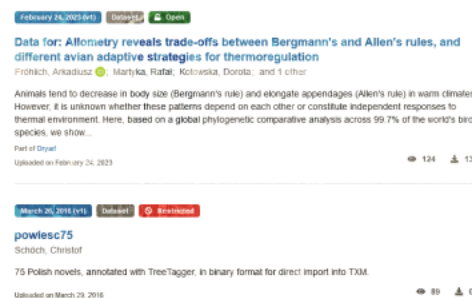 February 24, 2023 (v1) Dataset Open
Data for: Allometry reveals trade-offs between Bergmann's and Allen's rules, and
different avian adaptive strategies for thermoregulation
Fröhlich, Arkadiusz; Martyka, Rafał; Kotowska, Dorota; and 1 other
Animals tend to decrease in body size (Bergmann's rule) and elongate appendages (Allen's rule) in warm climates
However, it is unknown whether these patterns depend on each other or constitute independent responses to
thermal environment. Here, based on a global phylogenetic comparative analysis across 99.7% of the world's bird
species, we show...
Part of Dryad
Uploaded on February 24, 2023
124 13
March 29, 2016 (v1) Dataset Restricted
powiesc75
Schöch, Christof
75 Polish novels, annotated with TreeTagger, in binary format for direct import into TXM.
Uploaded on March 29, 2016
89